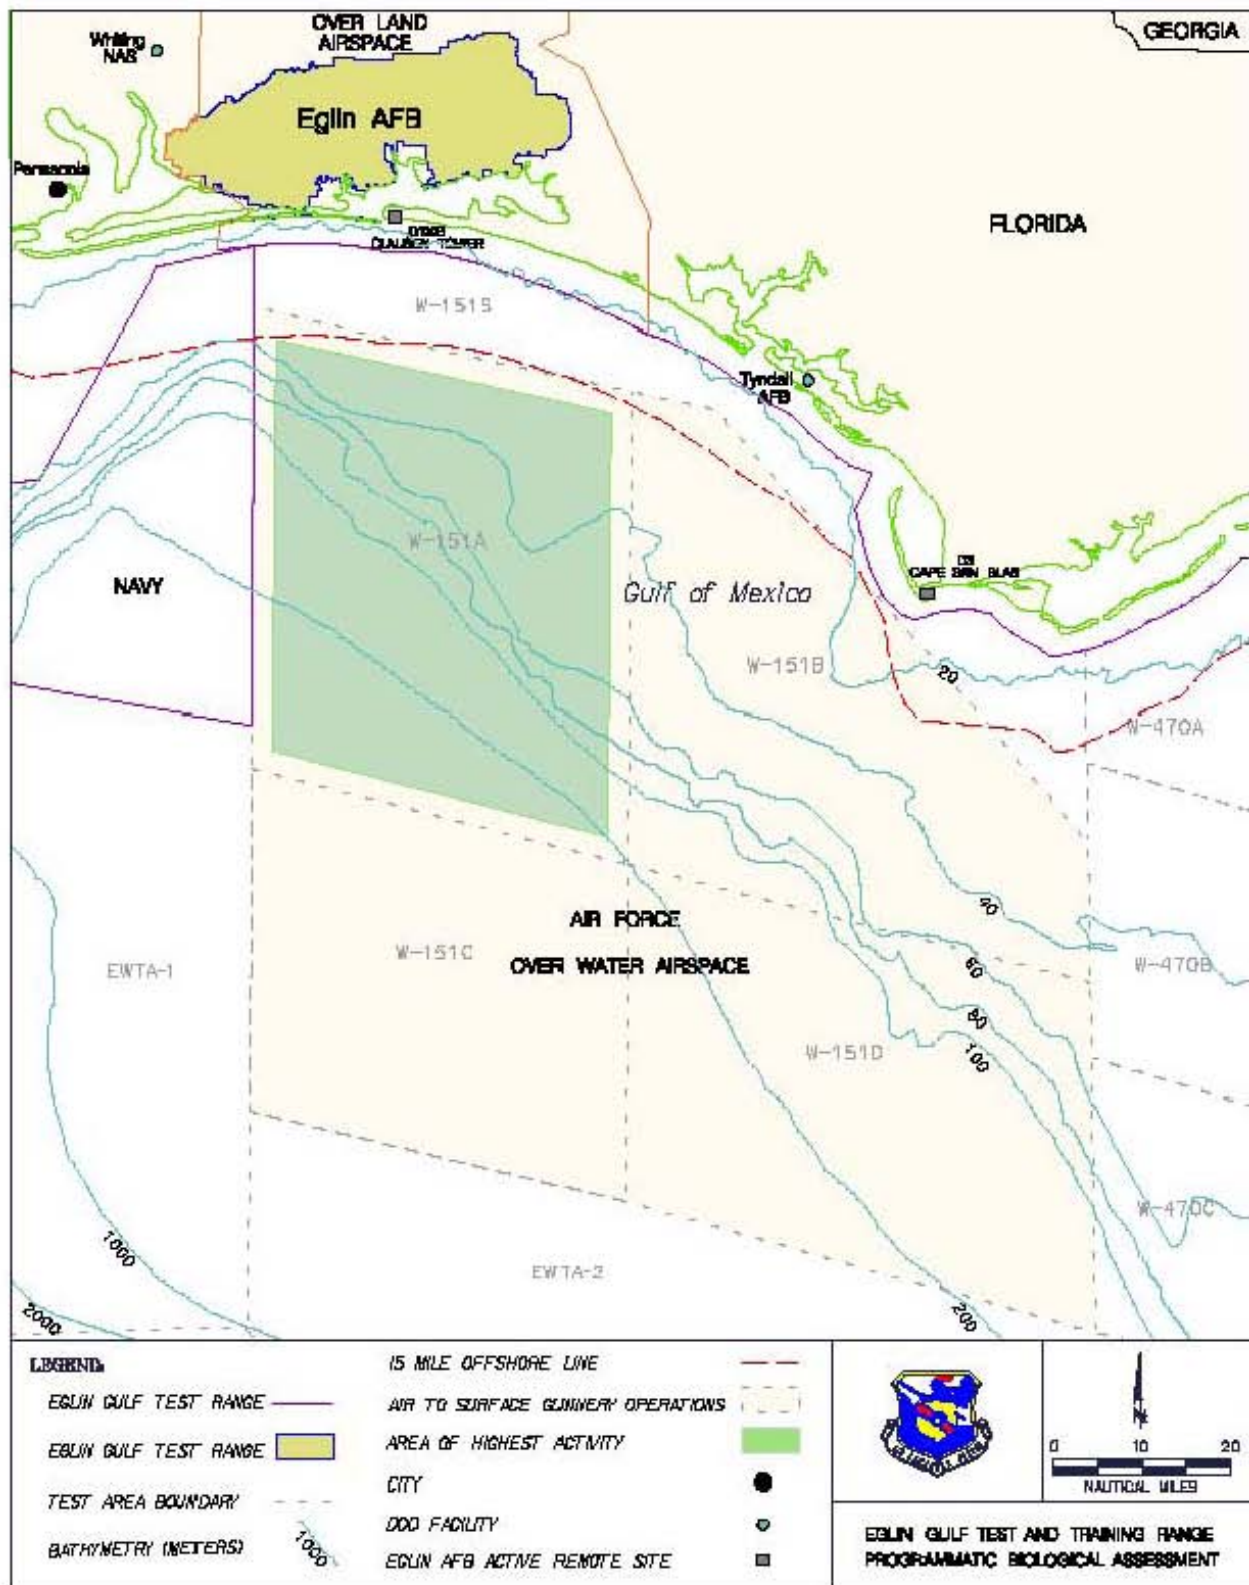 OVER LAND
AIRSPACE
GEORGIA
Whiting
NAS
Eglin AFB
Pensacola
FLORIDA
W-151S
Tyndall
AFB
W-151A
NAVY
Gulf of Mexico
CAPE SAN BLAS
W-151B
20
W-470A
40
AIR FORCE
OVER WATER AIRSPACE
W-151C
EWTA-1
60
W-470B
80
100
W-151D
W-470C
1000
EWTA-2
2000
200
LEGEND:
EGLIN GULF TEST RANGE
EGLIN GULF TEST RANGE
TEST AREA BOUNDARY
BATHYMETRY (METERS)
1000
15 MILE OFFSHORE LINE
AIR TO SURFACE GUNNERY OPERATIONS
AREA OF HIGHEST ACTIVITY
CITY
DOD FACILITY
EGLIN AFB ACTIVE REMOTE SITE
N
0 10 20
NAUTICAL MILES
EGLIN GULF TEST AND TRAINING RANGE
PROGRAMMATIC BIOLOGICAL ASSESSMENT